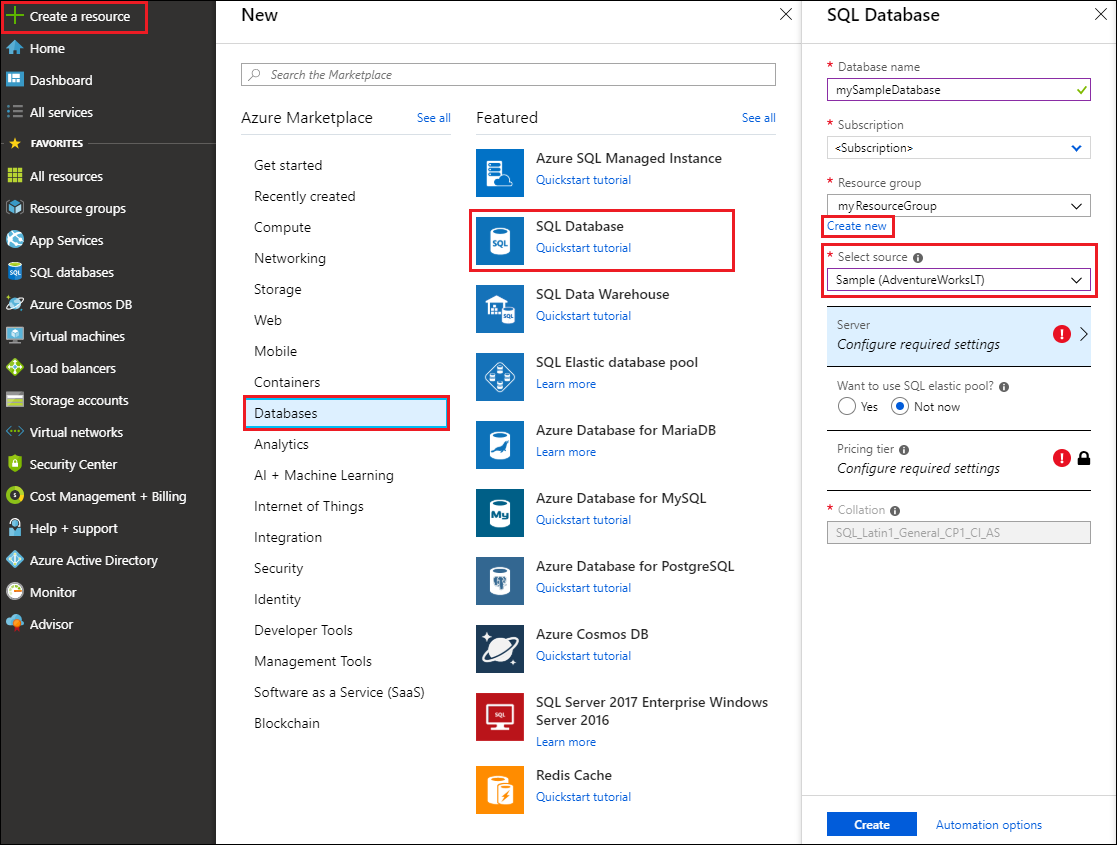 Create a resource
Home
Dashboard
All services
FAVORITES
All resources
Resource groups
App Services
SQL databases
Azure Cosmos DB
Virtual machines
Load balancers
Storage accounts
Virtual networks
Security Center
Cost Management + Billing
Help + support
Azure Active Directory
Monitor
Advisor
New
Search the Marketplace
Azure Marketplace See all
Get started
Recently created
Compute
Networking
Storage
Web
Mobile
Containers
Databases
Analytics
AI + Machine Learning
Internet of Things
Integration
Security
Identity
Developer Tools
Management Tools
Software as a Service (SaaS)
Blockchain
Featured See all
Azure SQL Managed Instance
Quickstart tutorial
SQL
SQL Database
Quickstart tutorial
SQL
SQL Data Warehouse
Quickstart tutorial
SQL Elastic database pool
Learn more
Azure Database for MariaDB
Learn more
My
Azure Database for MySQL
Quickstart tutorial
Azure Database for PostgreSQL
Quickstart tutorial
Azure Cosmos DB
Quickstart tutorial
SQL
SQL Server 2017 Enterprise Windows
Server 2016
Learn more
Redis Cache
Quickstart tutorial
SQL Database
* Database name
mySampleDatabase
* Subscription
<Subscription>
* Resource group
myResourceGroup
Create new
* Select source
Sample (AdventureWorksLT)
Server
Configure required settings
Want to use SQL elastic pool?
Yes Not now
Pricing tier
Configure required settings
* Collation
SQL_Latin1_General_CP1_CI_AS
Create Automation options